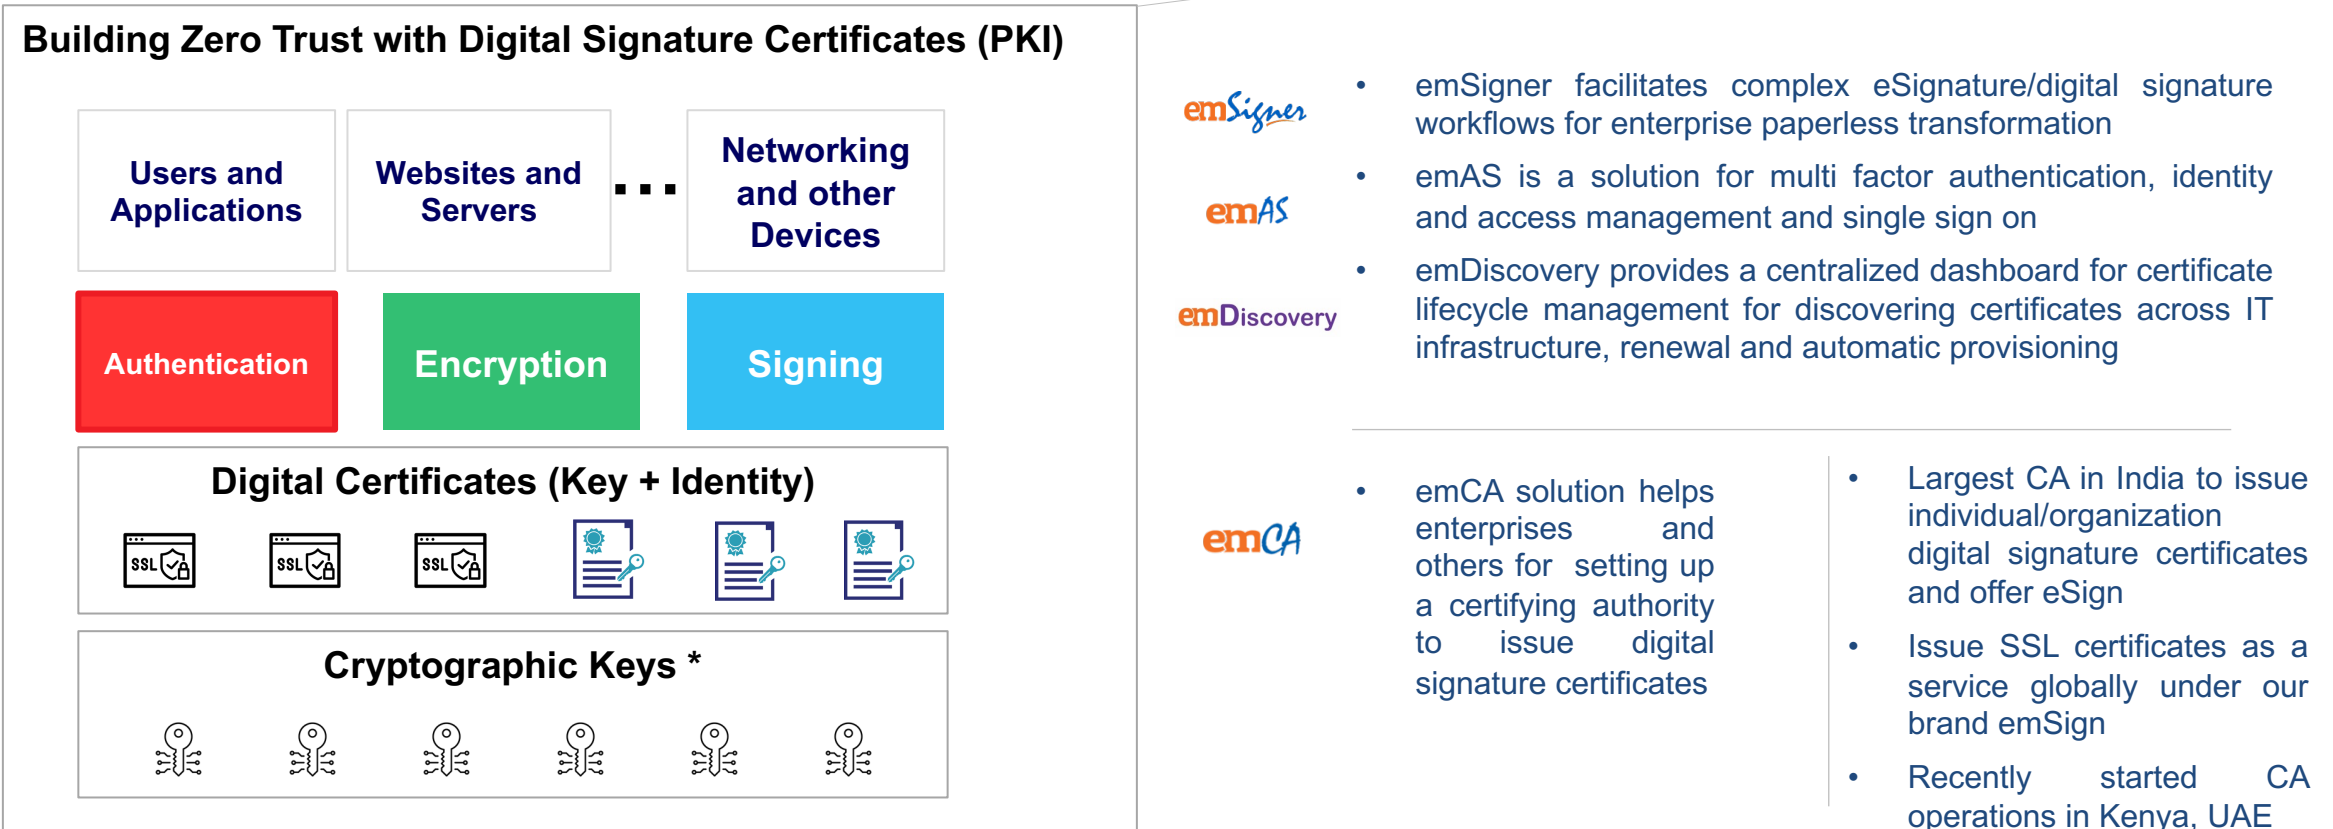 Building Zero Trust with Digital Signature Certificates (PKI)
Users and
Applications
Websites and
Servers
...
Networking
and other
Devices
Authentication
Encryption
Signing
Digital Certificates (Key + Identity)
SSL
SSL
SSL
Cryptographic Keys *
emSigner
• emSigner facilitates complex eSignature/digital signature
workflows for enterprise paperless transformation
emAS
• emAS is a solution for multi factor authentication, identity
and access management and single sign on
emDiscovery
• emDiscovery provides a centralized dashboard for certificate
lifecycle management for discovering certificates across IT
infrastructure, renewal and automatic provisioning
emCA
• emCA solution helps
enterprises and
others for setting up
a certifying authority
to issue digital
signature certificates
• Largest CA in India to issue
individual/organization
digital signature certificates
and offer eSign
• Issue SSL certificates as a
service globally under our
brand emSign
• Recently started CA
operations in Kenya, UAE